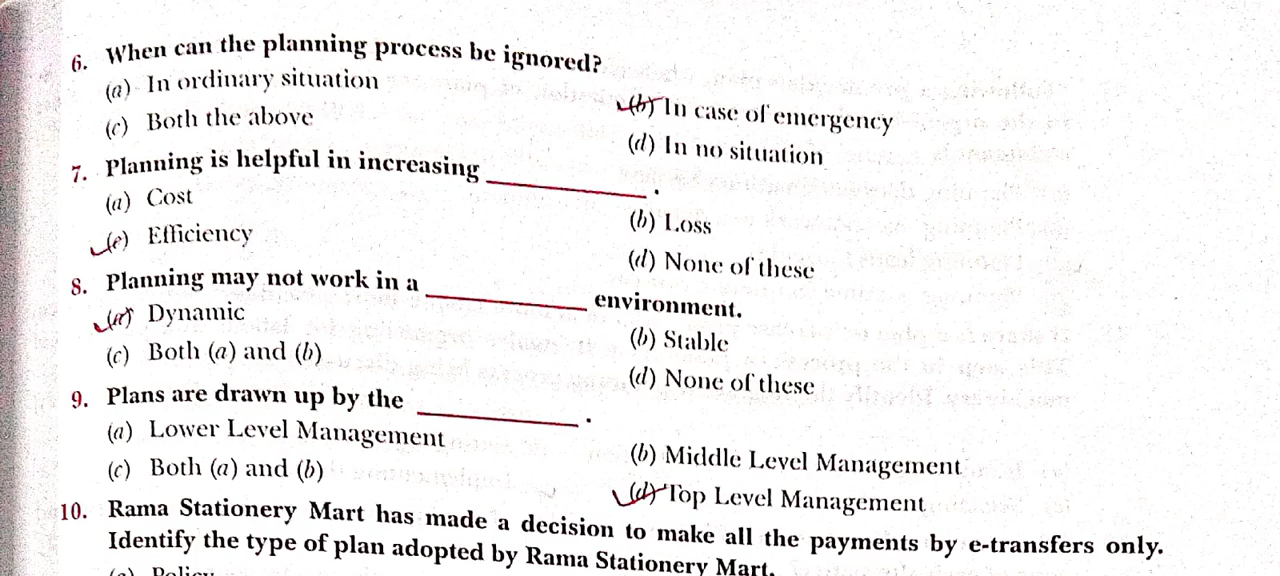 6. When can the planning process be ignored?
(a) In ordinary situation
(b) In case of emergency
(c) Both the above
(d) In no situation
7. Planning is helpful in increasing ____________.
(a) Cost
(b) Loss
(c) Efficiency
(d) None of these
8. Planning may not work in a ____________ environment.
(a) Dynamic
(b) Stable
(c) Both (a) and (b)
(d) None of these
9. Plans are drawn up by the ____________.
(a) Lower Level Management
(b) Middle Level Management
(c) Both (a) and (b)
(d) Top Level Management
10. Rama Stationery Mart has made a decision to make all the payments by e-transfers only.
Identify the type of plan adopted by Rama Stationery Mart.
(a) Policy